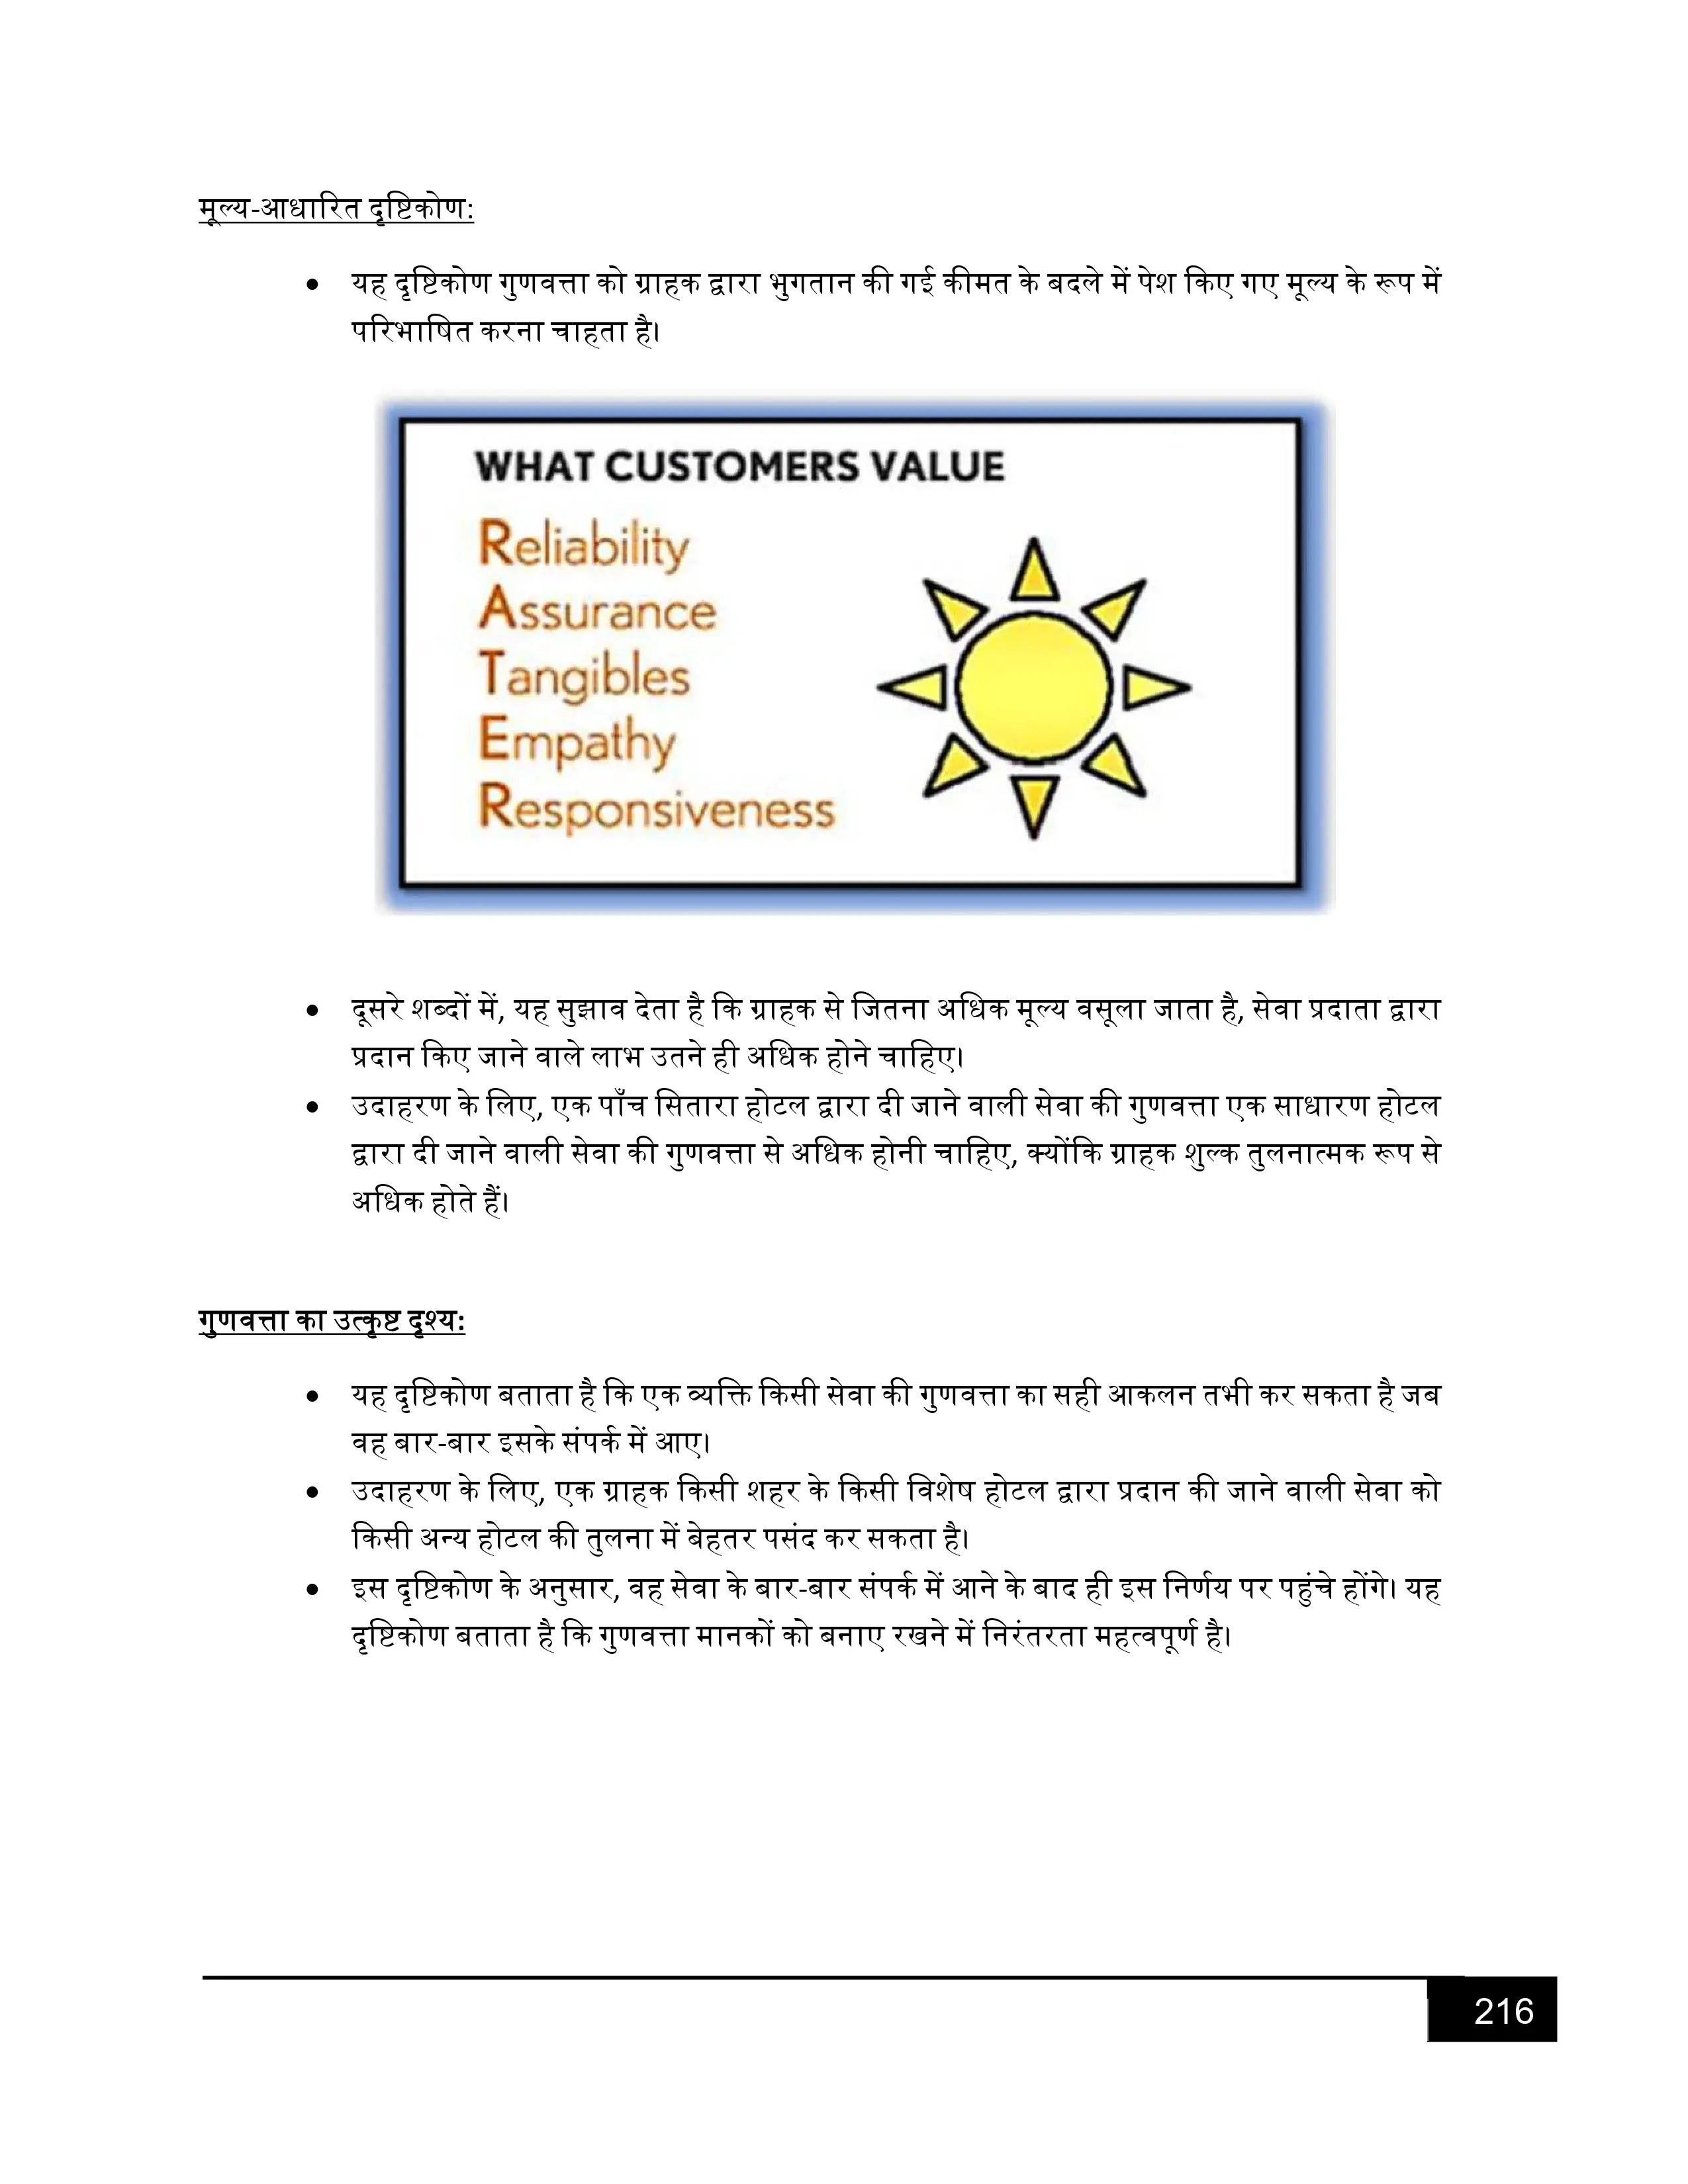 मूल्य-आधारित दृष्टिकोण:
• यह दृष्टिकोण गुणवत्ता को ग्राहक द्वारा भुगतान की गई कीमत के बदले में पेश किए गए मूल्य के रूप में
परिभाषित करना चाहता है।
WHAT CUSTOMERS VALUE
Reliability
Assurance
Tangibles
Empathy
Responsiveness
• दूसरे शब्दों में, यह सुझाव देता है कि ग्राहक से जितना अधिक मूल्य वसूला जाता है, सेवा प्रदाता द्वारा
प्रदान किए जाने वाले लाभ उतने ही अधिक होने चाहिए।
• उदाहरण के लिए, एक पाँच सितारा होटल द्वारा दी जाने वाली सेवा की गुणवत्ता एक साधारण होटल
द्वारा दी जाने वाली सेवा की गुणवत्ता से अधिक होनी चाहिए, क्योंकि ग्राहक शुल्क तुलनात्मक रूप से
अधिक होते हैं।
गुणवत्ता का उत्कृष्ट दृश्य:
• यह दृष्टिकोण बताता है कि एक व्यक्ति किसी सेवा की गुणवत्ता का सही आकलन तभी कर सकता है जब
वह बार-बार इसके संपर्क में आए।
• उदाहरण के लिए, एक ग्राहक किसी शहर के किसी विशेष होटल द्वारा प्रदान की जाने वाली सेवा को
किसी अन्य होटल की तुलना में बेहतर पसंद कर सकता है।
• इस दृष्टिकोण के अनुसार, वह सेवा के बार-बार संपर्क में आने के बाद ही इस निर्णय पर पहुंचे होंगे। यह
दृष्टिकोण बताता है कि गुणवत्ता मानकों को बनाए रखने में निरंतरता महत्वपूर्ण है।
216